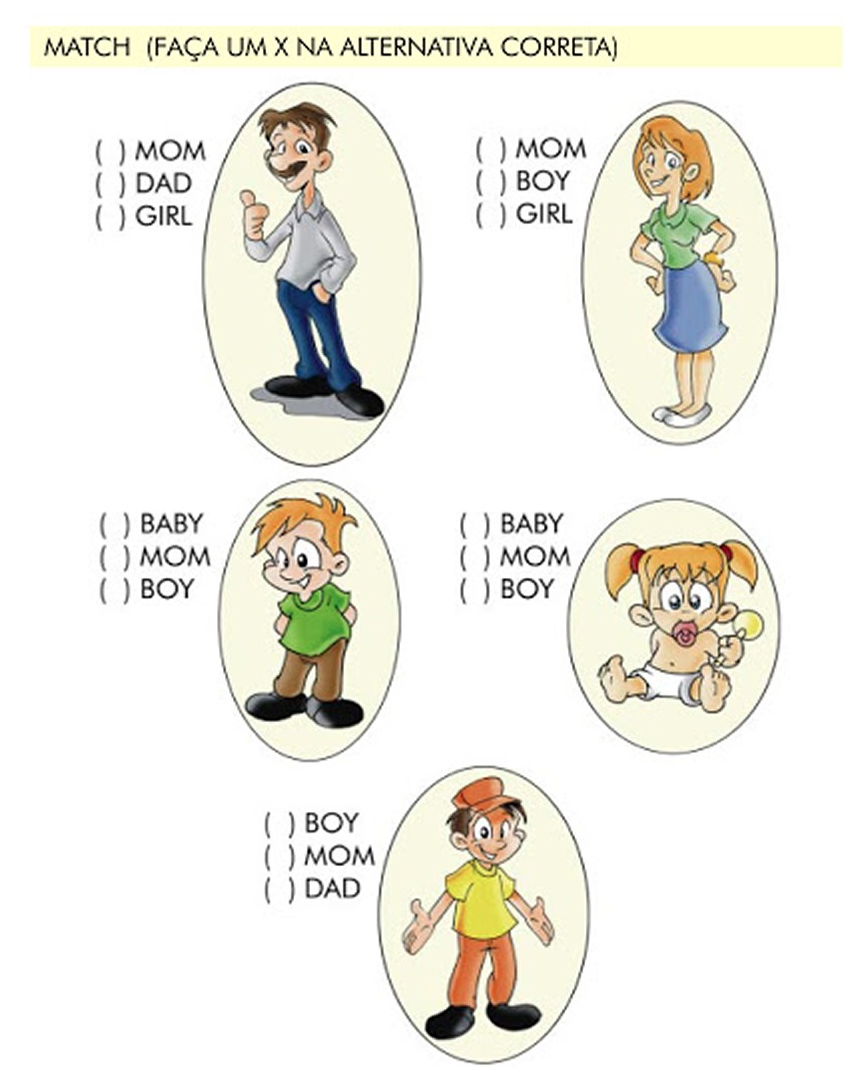 MATCH (FAÇA UM X NA ALTERNATIVA CORRETA)
( ) MOM
( ) DAD
( ) GIRL
( ) MOM
( ) BOY
( ) GIRL
( ) BABY
( ) MOM
( ) BOY
( ) BABY
( ) MOM
( ) BOY
( ) BOY
( ) MOM
( ) DAD